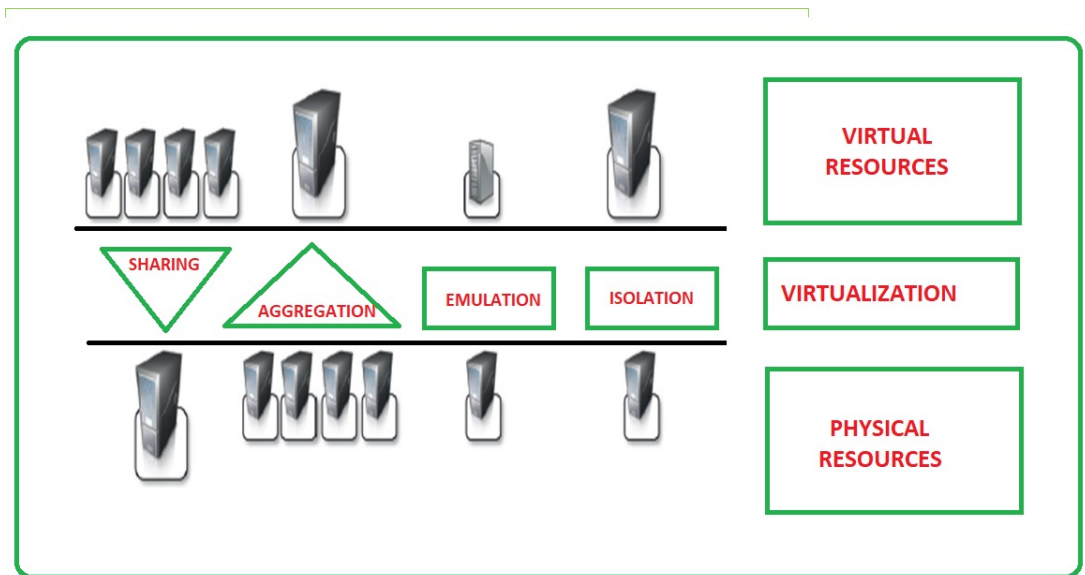 VIRTUAL
RESOURCES
SHARING
AGGREGATION
EMULATION
ISOLATION
VIRTUALIZATION
PHYSICAL
RESOURCES